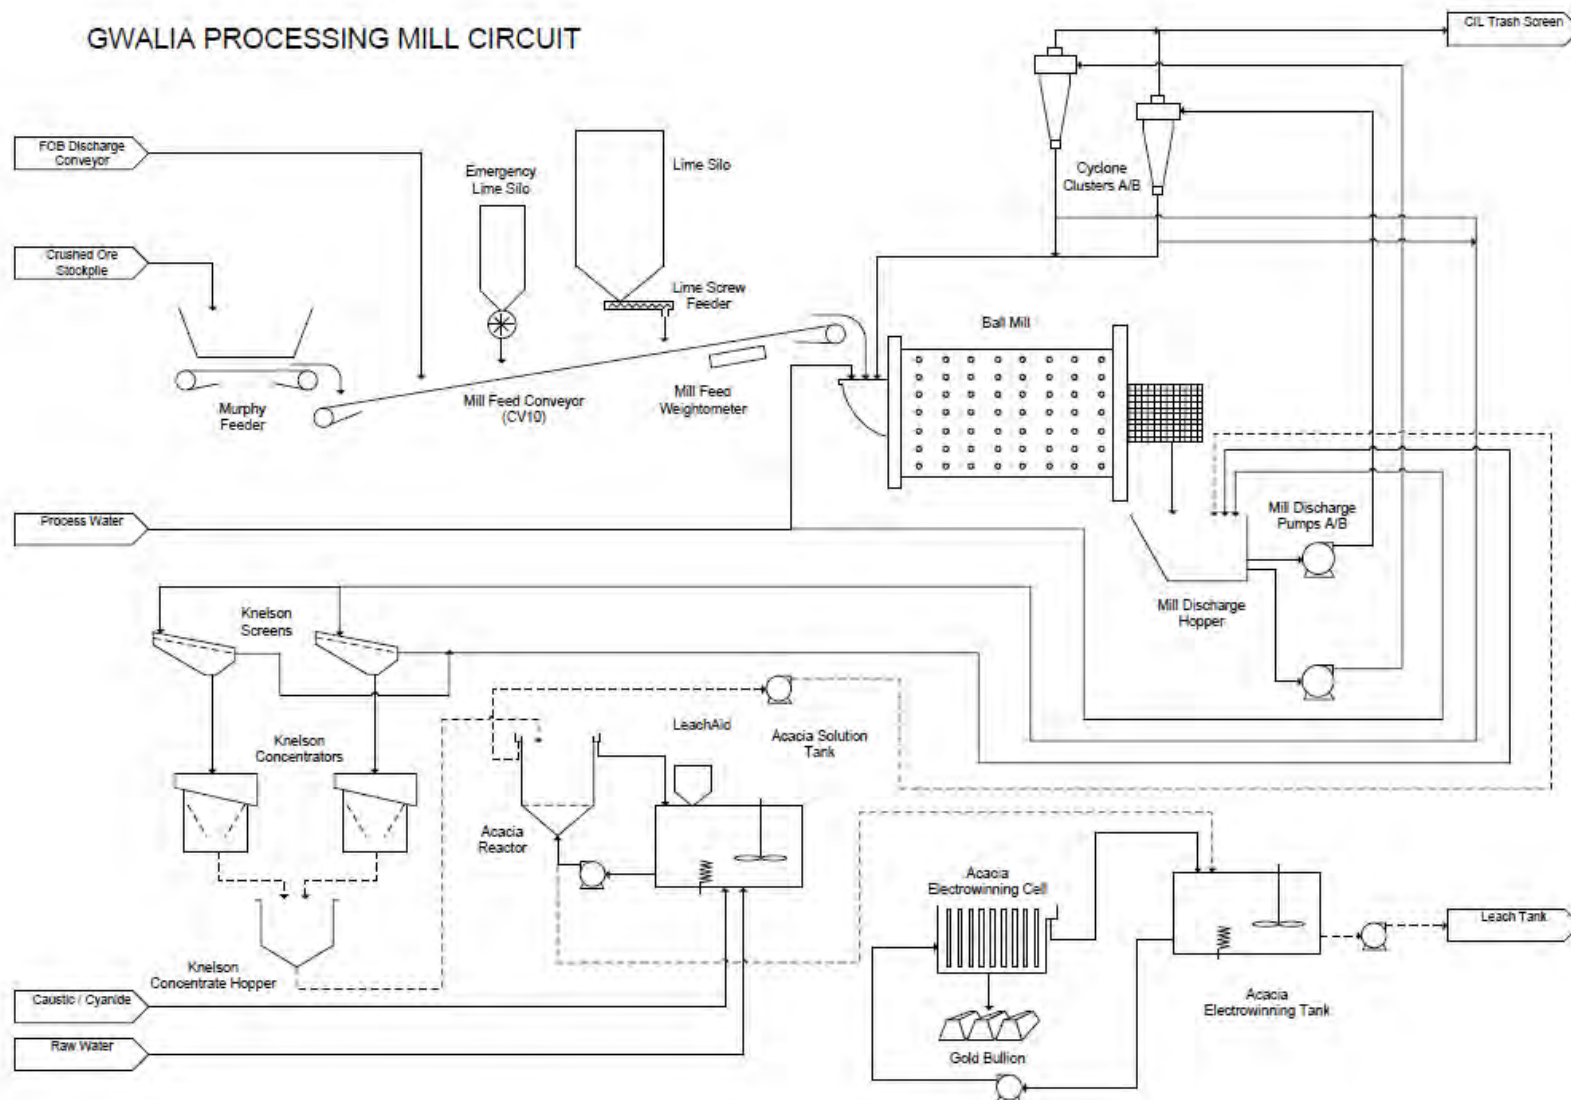 GWALIA PROCESSING MILL CIRCUIT
CIL Trash Screen
FOB Discharge
Conveyor
Emergency
Lime Silo
Lime Silo
Cyclone
Clusters A/B
Crushed Ore
Stockpile
Lime Screw
Feeder
Ball Mill
Murphy
Feeder
Mill Feed Conveyor
(CV10)
Mill Feed
Weightometer
Process Water
Mill Discharge
Pumps A/B
Knelson
Screens
Mill Discharge
Hopper
Knelson
Concentrators
LeachAid
Acacia Solution
Tank
Acacia
Reactor
Acacia
Electrowinning Cell
Leach Tank
Knelson
Concentrate Hopper
Caustic / Cyanide
Acacia
Electrowinning Tank
Raw Water
Gold Bullion